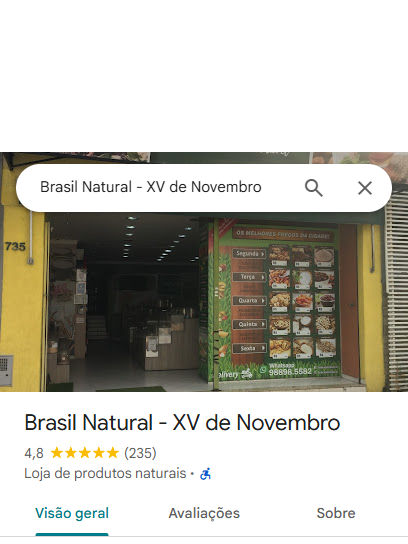 Brasil Natural - XV de Novembro
735
OS MELHORES PREÇOS DA CIDADE!
Segunda
Terça
Quarta
Quinta
Sexta
Whatsapp
98898.5582
Brasil Natural - XV de Novembro
4,8 (235)
Loja de produtos naturais ·
Visão geral
Avaliações
Sobre